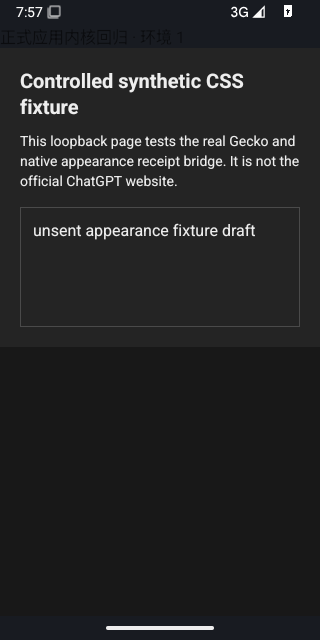 7:57
3G
正式应用内核回归 · 环境 1
Controlled synthetic CSS
fixture
This loopback page tests the real Gecko and
native appearance receipt bridge. It is not the
official ChatGPT website.
unsent appearance fixture draft